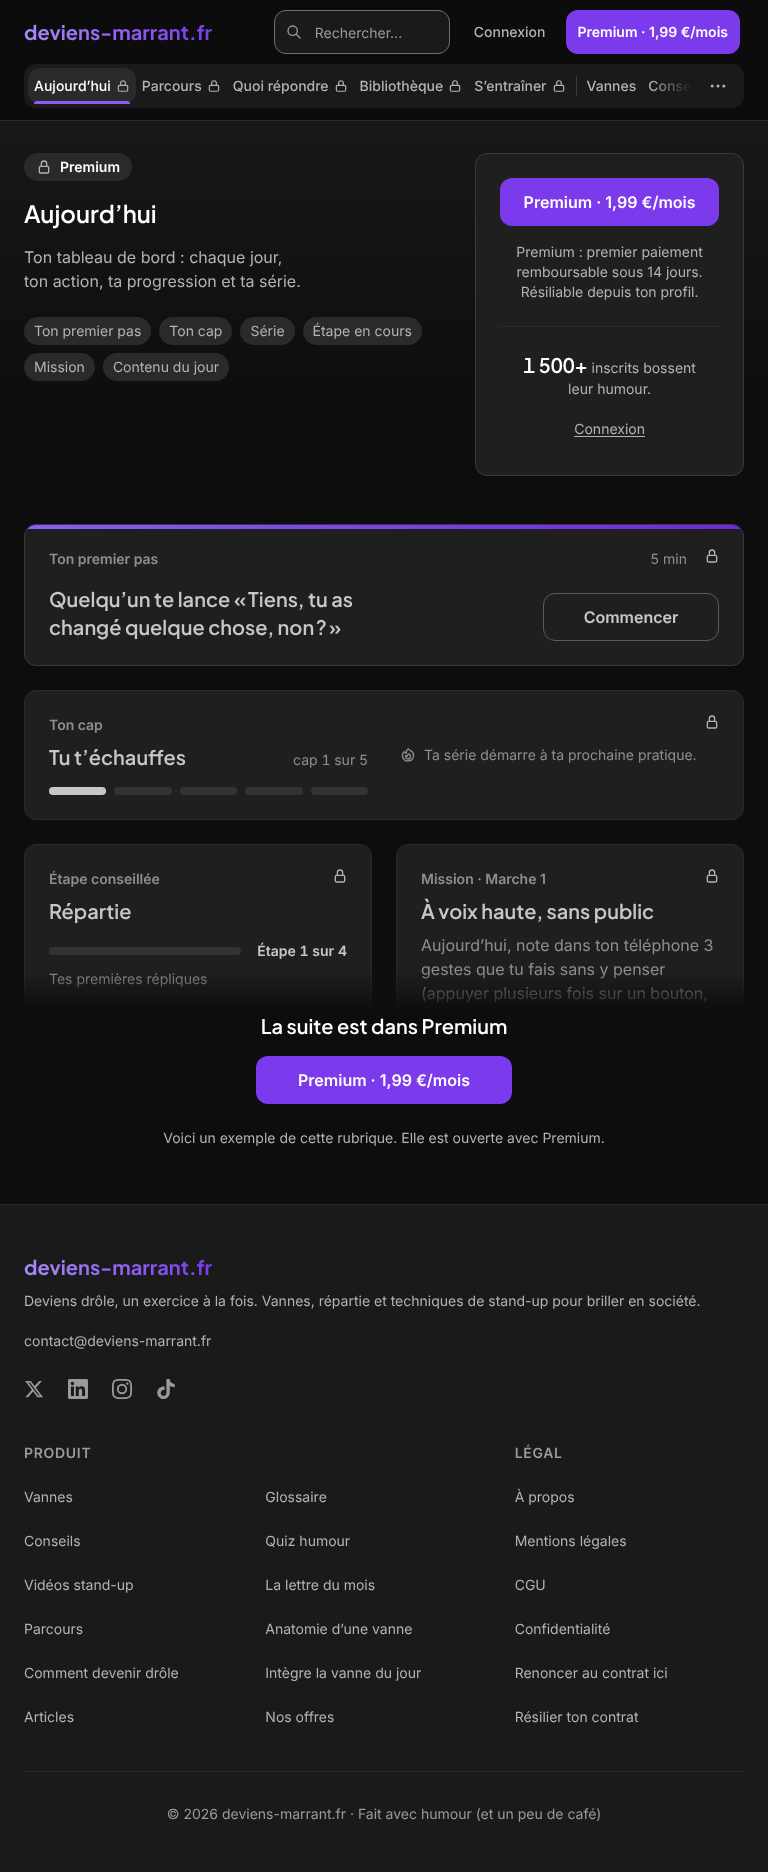 deviens-marrant.fr
Rechercher...
Connexion
Premium · 1,99 €/mois
Aujourd’hui
Parcours
Quoi répondre
Bibliothèque
S’entraîner
Vannes
Premium
Aujourd’hui
Ton tableau de bord : chaque jour,
ton action, ta progression et ta série.
Ton premier pas
Ton cap
Série
Étape en cours
Mission
Contenu du jour
Premium · 1,99 €/mois
Premium : premier paiement
remboursable sous 14 jours.
Résiliable depuis ton profil.
1 500+ inscrits bossent
leur humour.
Connexion
Ton premier pas
5 min
Quelqu’un te lance « Tiens, tu as
changé quelque chose, non ? »
Commencer
Ton cap
Tu t’échauffes
cap 1 sur 5
Ta série démarre à ta prochaine pratique.
Étape conseillée
Répartie
Étape 1 sur 4
Tes premières répliques
Mission · Marche 1
À voix haute, sans public
Aujourd’hui, note dans ton téléphone 3
gestes que tu fais sans y penser
(appuyer plusieurs fois sur un bouton,
La suite est dans Premium
Premium · 1,99 €/mois
Voici un exemple de cette rubrique. Elle est ouverte avec Premium.
deviens-marrant.fr
Deviens drôle, un exercice à la fois. Vannes, répartie et techniques de stand-up pour briller en société.
contact@deviens-marrant.fr
PRODUIT
Vannes
Conseils
Vidéos stand-up
Parcours
Comment devenir drôle
Articles
Glossaire
Quiz humour
La lettre du mois
Anatomie d’une vanne
Intègre la vanne du jour
Nos offres
LÉGAL
À propos
Mentions légales
CGU
Confidentialité
Renoncer au contrat ici
Résilier ton contrat
© 2026 deviens-marrant.fr · Fait avec humour (et un peu de café)